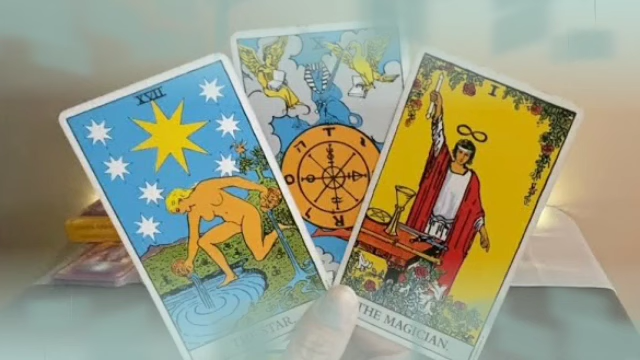 XVII
X
I
THE STAR.
THE MAGICIAN.